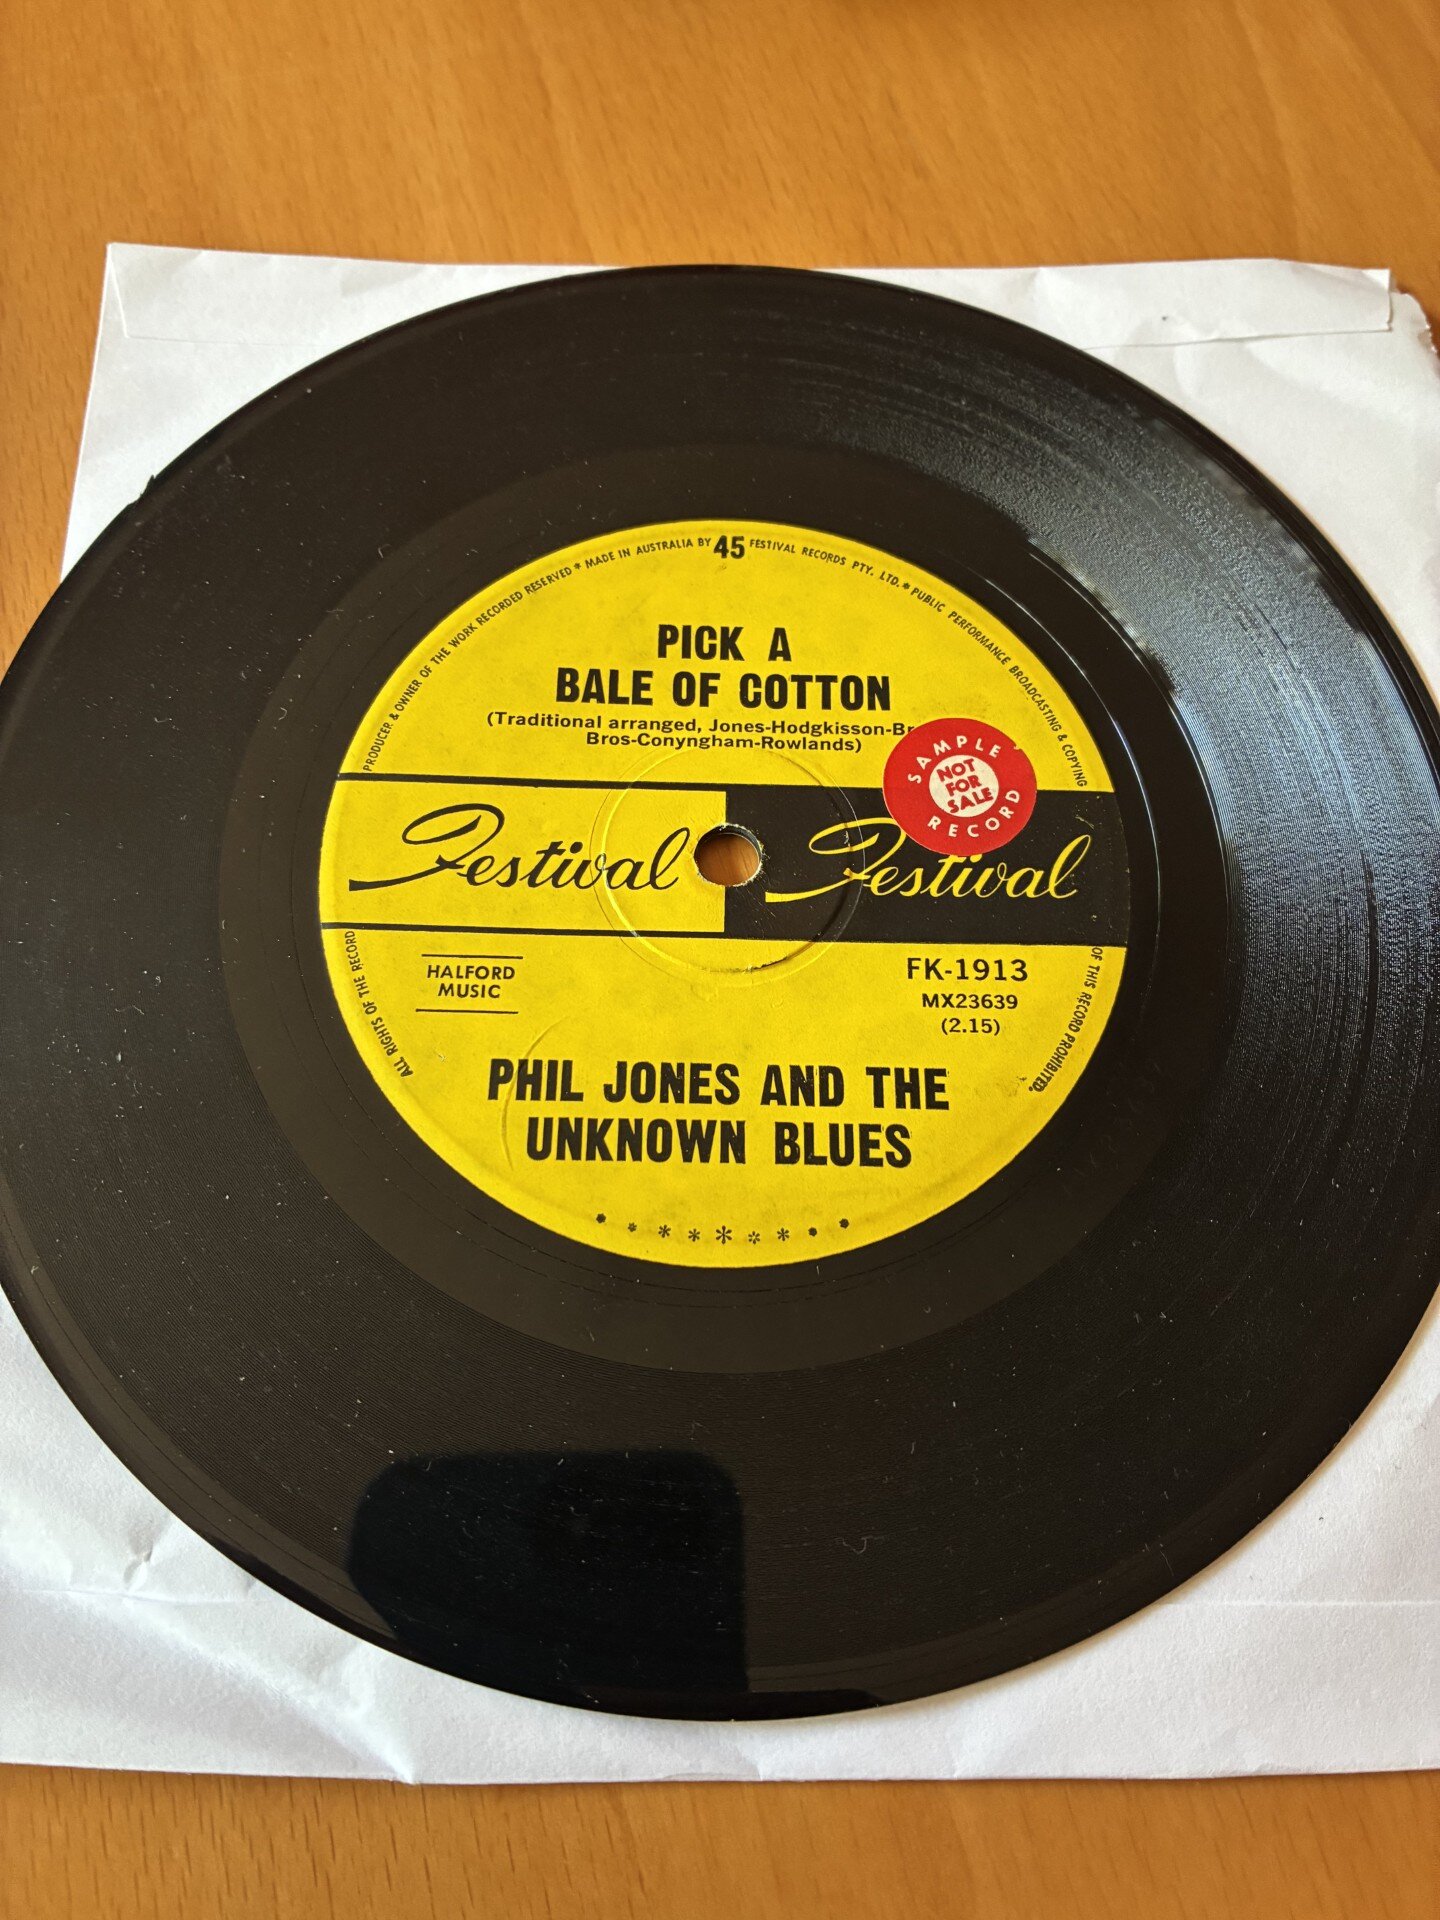 PRODUCER & OWNER OF THE WORK RECORDED RESERVED * MADE IN AUSTRALIA BY 45 FESTIVAL RECORDS PTY. LTD. * PUBLIC PERFORMANCE BROADCASTING & COPYING
PICK A
BALE OF COTTON
(Traditional arranged, Jones-Hodgkisson-
Bros-Conyngham-Rowlands)
SAMPLE
NOT
FOR
SALE
RECORD
Festival Festival
HALFORD
MUSIC
FK-1913
MX23639
(2.15)
ALL RIGHTS OF THE RECORD
OF THIS RECORD PROHIBITED.
PHIL JONES AND THE
UNKNOWN BLUES